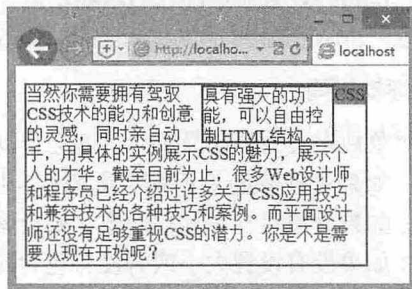 http://localho...
localhost
当然你需要拥有驾驭
CSS技术的能力和创意
的灵感，同时亲自动
具有强大的功
能，可以自由控
制HTML结构。
CSS
手，用具体的实例展示CSS的魅力，展示个
人的才华。截至目前为止，很多Web设计师
和程序员已经介绍过许多关于CSS应用技巧
和兼容技术的各种技巧和案例。而平面设计
师还没有足够重视CSS的潜力。你是不是需
要从现在开始呢？